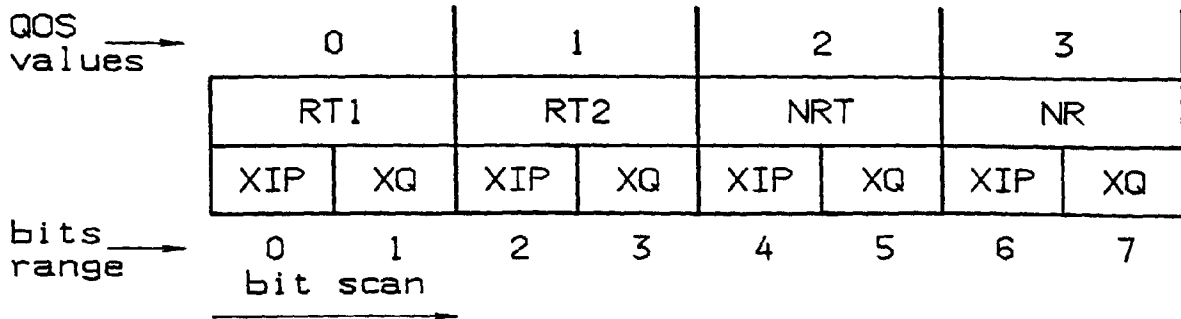 QOS
values 0 1 2 3
RT1 RT2 NRT NR
XIP XQ XIP XQ XIP XQ XIP XQ
bits
range 0 1 2 3 4 5 6 7
bit scan